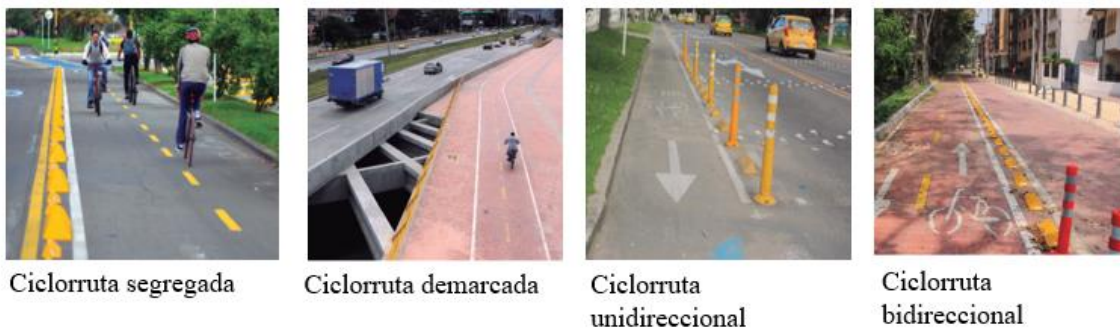 Ciclorruta segregada
Ciclorruta demarcada
Ciclorruta
unidireccional
Ciclorruta
bidireccional